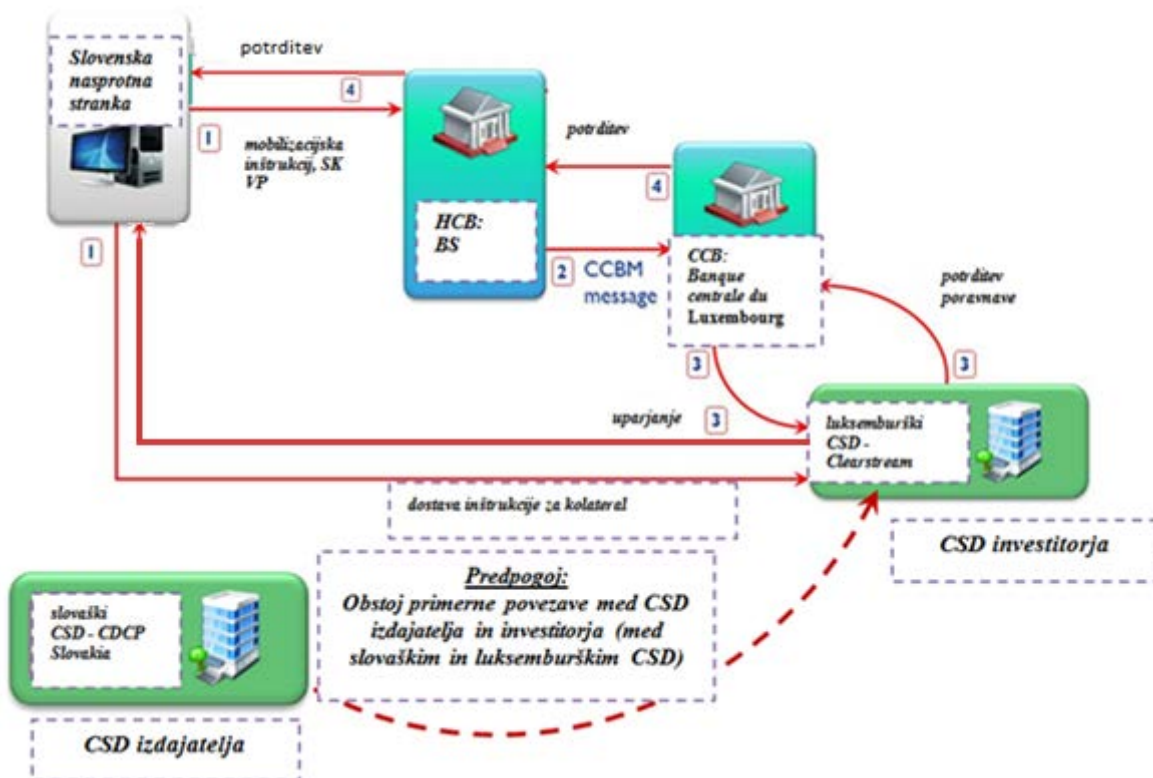 Slovenska
nasprotna
stranka
potrditev
4
1
mobilizacijska
inštrukcij, SK
VP
1
HCB:
BS
potrditev
4
2
CCBM
message
CCB:
Banque
centrale du
Luxembourg
potritev
poravnave
3
3
uparjanje
3
luksemburški
CSD -
Clearstream
dostava inštrukcije za kolateral
CSD investitorja
Predpogoj:
Obstoj primerne povezave med CSD
izdajatelja in investitorja (med
slovaškim in luksemburškim CSD)
slovaški
CSD - CDCP
Slovakia
CSD izdajatelja